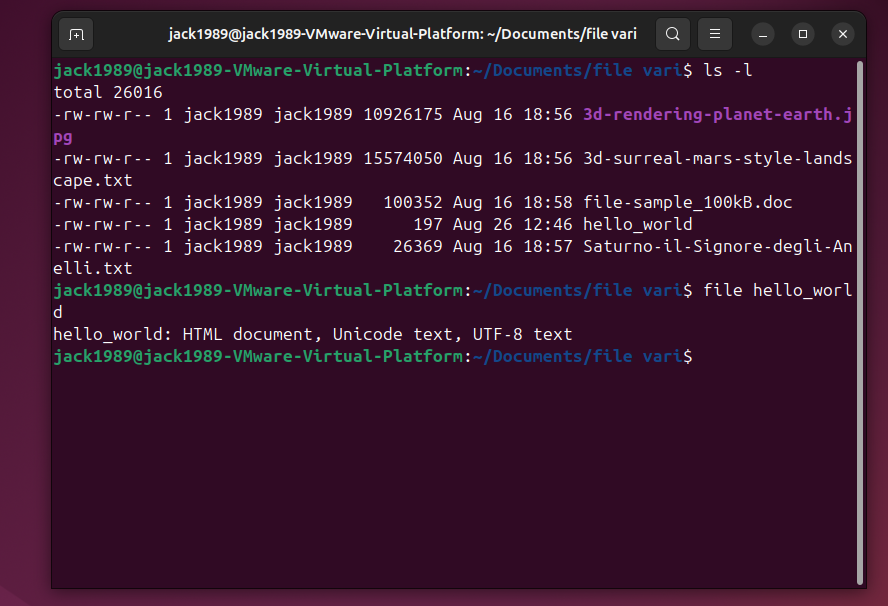 jack1989@jack1989-VMware-Virtual-Platform: ~/Documents/file vari
jack1989@jack1989-VMware-Virtual-Platform:~/Documents/file vari$ ls -l
total 26016
-rw-rw-r-- 1 jack1989 jack1989 10926175 Aug 16 18:56 3d-rendering-planet-earth.j
pg
-rw-rw-r-- 1 jack1989 jack1989 15574050 Aug 16 18:56 3d-surreal-mars-style-lands
cape.txt
-rw-rw-r-- 1 jack1989 jack1989   100352 Aug 16 18:58 file-sample_100kB.doc
-rw-rw-r-- 1 jack1989 jack1989      197 Aug 26 12:46 hello_world
-rw-rw-r-- 1 jack1989 jack1989    26369 Aug 16 18:57 Saturno-il-Signore-degli-An
elli.txt
jack1989@jack1989-VMware-Virtual-Platform:~/Documents/file vari$ file hello_worl
d
hello_world: HTML document, Unicode text, UTF-8 text
jack1989@jack1989-VMware-Virtual-Platform:~/Documents/file vari$